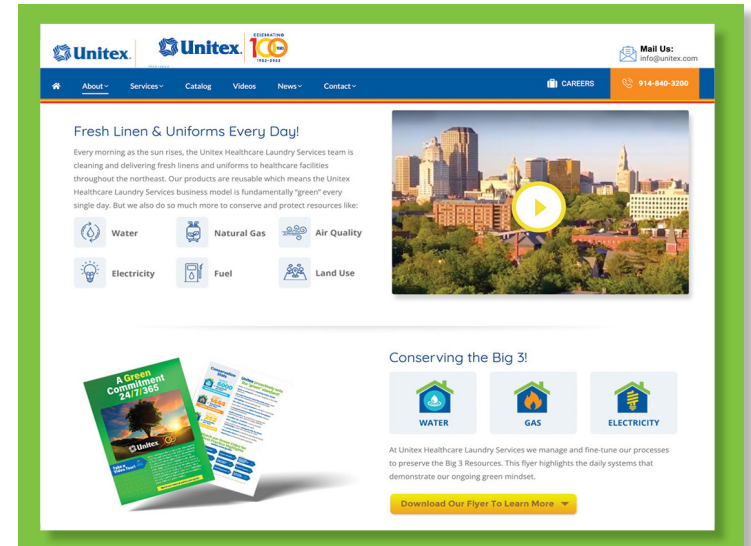 Unitex.
Unitex.
CELEBRATING
100
1922-2022
Mail Us:
info@unitex.com
About
Services
Catalog
Videos
News
Contact
CAREERS
914-840-3200
Fresh Linen & Uniforms Every Day!
Every morning as the sun rises, the Unitex Healthcare Laundry Services team is
cleaning and delivering fresh linens and uniforms to healthcare facilities
throughout the northeast. Our products are reusable which means the Unitex
Healthcare Laundry Services business model is fundamentally “green” every
single day. But we also do so much more to conserve and protect resources like:
Water
Natural Gas
Air Quality
Electricity
Fuel
Land Use
A Green
Commitment
24/7/365
Unitex
Take a
Video Tour!
Conservation
Stats
Conserving the Big 3!
WATER
GAS
ELECTRICITY
At Unitex Healthcare Laundry Services we manage and fine-tune our processes
to preserve the Big 3 Resources. This flyer highlights the daily systems that
demonstrate our ongoing green mindset.
Download Our Flyer To Learn More